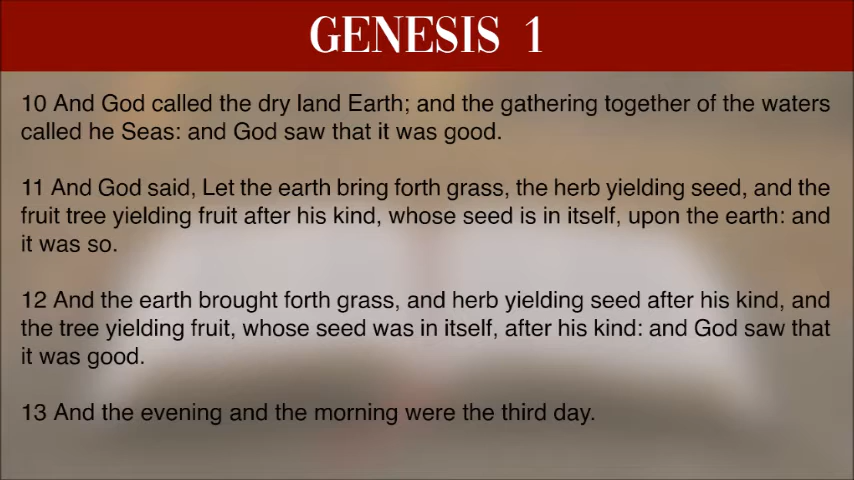 GENESIS 1
10 And God called the dry land Earth; and the gathering together of the waters
called he Seas: and God saw that it was good.
11 And God said, Let the earth bring forth grass, the herb yielding seed, and the
fruit tree yielding fruit after his kind, whose seed is in itself, upon the earth: and
it was so.
12 And the earth brought forth grass, and herb yielding seed after his kind, and
the tree yielding fruit, whose seed was in itself, after his kind: and God saw that
it was good.
13 And the evening and the morning were the third day.